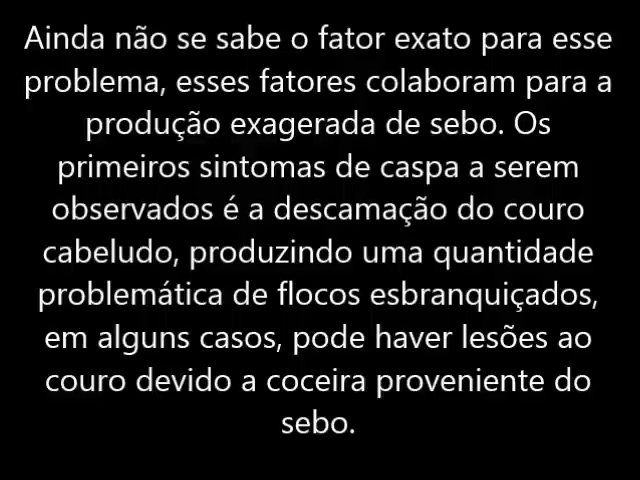 Ainda não se sabe o fator exato para esse
problema, esses fatores colaboram para a
produção exagerada de sebo. Os
primeiros sintomas de caspa a serem
observados é a descamação do couro
cabeludo, produzindo uma quantidade
problemática de flocos esbranquiçados,
em alguns casos, pode haver lesões ao
couro devido a coceira proveniente do
sebo.